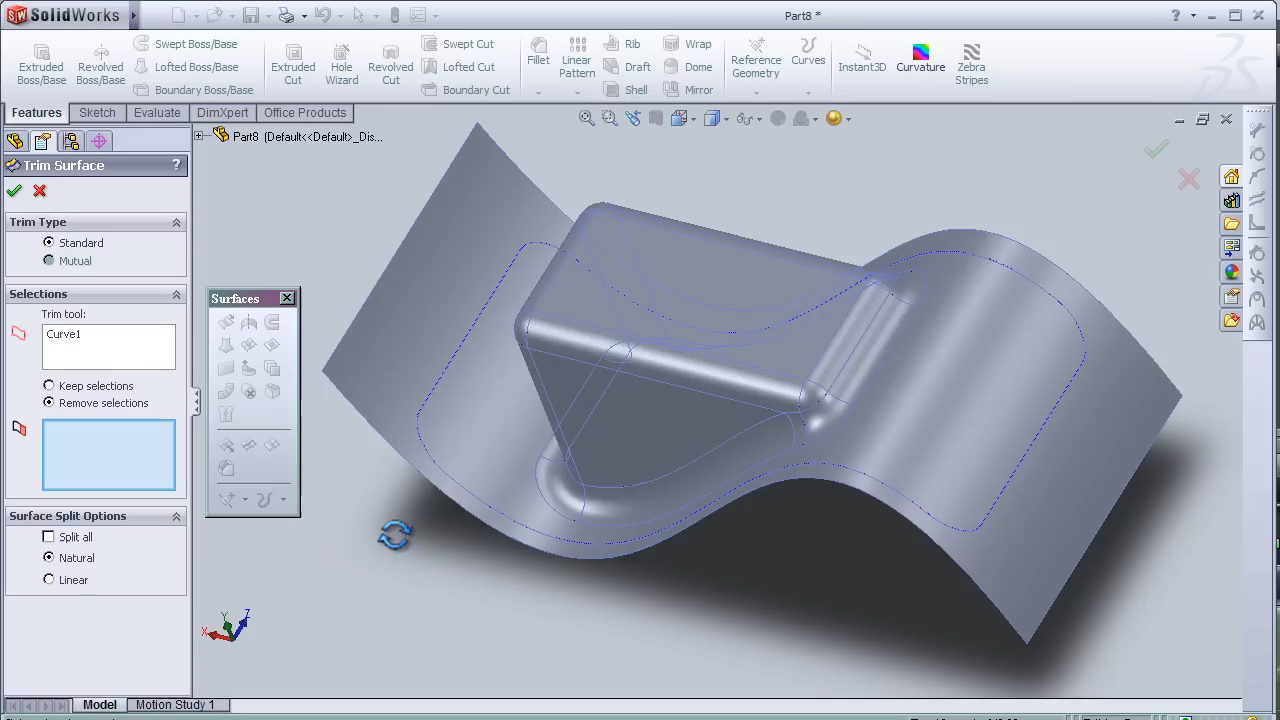 SolidWorks
Part8 *
Extruded Boss/Base
Revolved Boss/Base
Swept Boss/Base
Lofted Boss/Base
Boundary Boss/Base
Extruded Cut
Hole Wizard
Revolved Cut
Swept Cut
Lofted Cut
Boundary Cut
Fillet
Linear Pattern
Rib
Draft
Shell
Wrap
Dome
Mirror
Reference Geometry
Curves
Instant3D
Curvature
Zebra Stripes
Features
Sketch
Evaluate
DimXpert
Office Products
Part8 (Default<<Default>_Dis...
Trim Surface
?
Trim Type
Standard
Mutual
Selections
Trim tool:
Curve1
Keep selections
Remove selections
Surface Split Options
Split all
Natural
Linear
Surfaces
X
Y
Z
Model
Motion Study 1